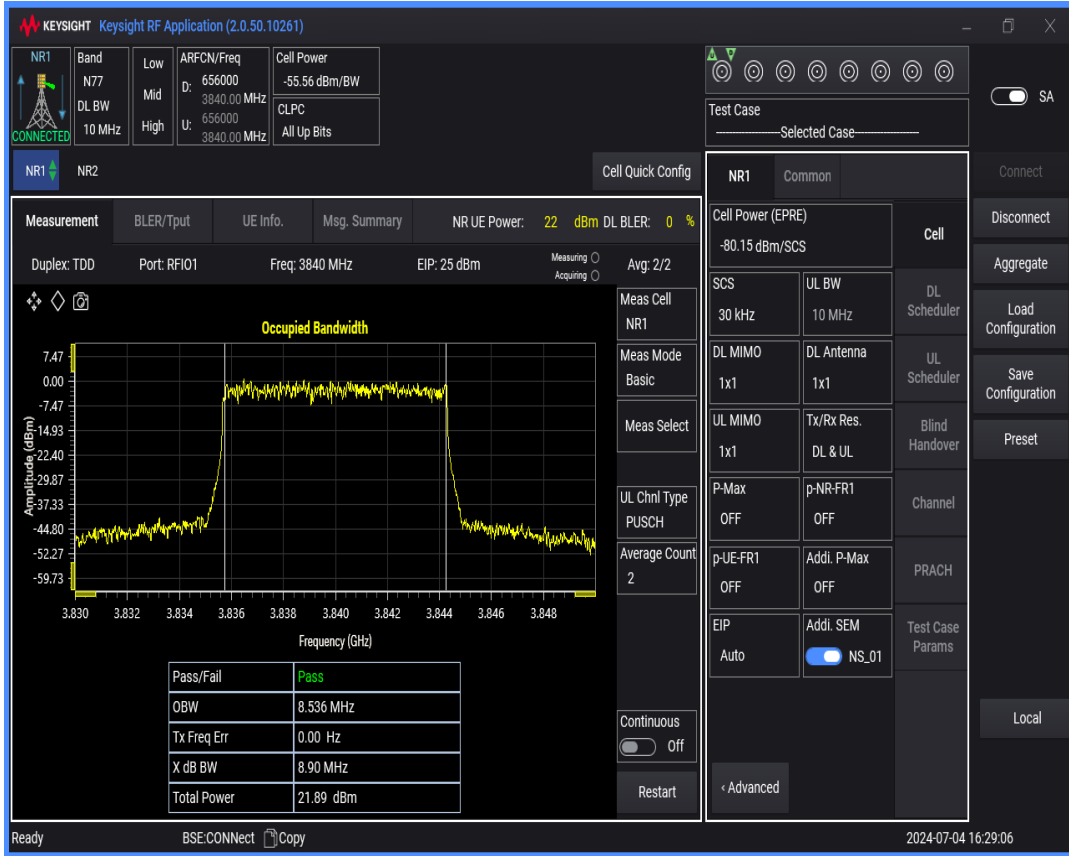 KEYSIGHT Keysight RF Application (2.0.50.10261)
NR1
CONNECTED
Band
N77
DL BW
10 MHz
Low
Mid
High
ARFCN/Freq
D: 656000
3840.00 MHz
U: 656000
3840.00 MHz
Cell Power
-55.56 dBm/BW
CLPC
All Up Bits
Test Case
--------------------Selected Case-----------------
SA
NR1
NR2
Cell Quick Config
Measurement
BLER/Tput
UE Info.
Msg. Summary
NR UE Power: 22 dBm DL BLER: 0 %
Duplex: TDD
Port: RFIO1
Freq: 3840 MHz
EIP: 25 dBm
Measuring
Acquiring
Avg: 2/2
Occupied Bandwidth
Amplitude (dBm)
7.47
0.00
-7.47
-14.93
-22.40
-29.87
-37.33
-44.80
-52.27
-59.73
3.830 3.832 3.834 3.836 3.838 3.840 3.842 3.844 3.846 3.848
Frequency (GHz)
Pass/Fail Pass
OBW 8.536 MHz
Tx Freq Err 0.00 Hz
X dB BW 8.90 MHz
Total Power 21.89 dBm
Meas Cell
NR1
Meas Mode
Basic
Meas Select
UL Chnl Type
PUSCH
Average Count
2
Continuous
Off
Restart
NR1
Common
Cell Power (EPRE)
-80.15 dBm/SCS
SCS
30 kHz
UL BW
10 MHz
DL MIMO
1x1
DL Antenna
1x1
UL MIMO
1x1
Tx/Rx Res.
DL & UL
P-Max
OFF
p-NR-FR1
OFF
p-UE-FR1
OFF
Addi. P-Max
OFF
EIP
Auto
Addi. SEM
NS_01
‹ Advanced
Cell
DL
Scheduler
UL
Scheduler
Blind
Handover
Channel
PRACH
Test Case
Params
Connect
Disconnect
Aggregate
Load
Configuration
Save
Configuration
Preset
Local
Ready
BSE:CONNect
Copy
2024-07-04 16:29:06